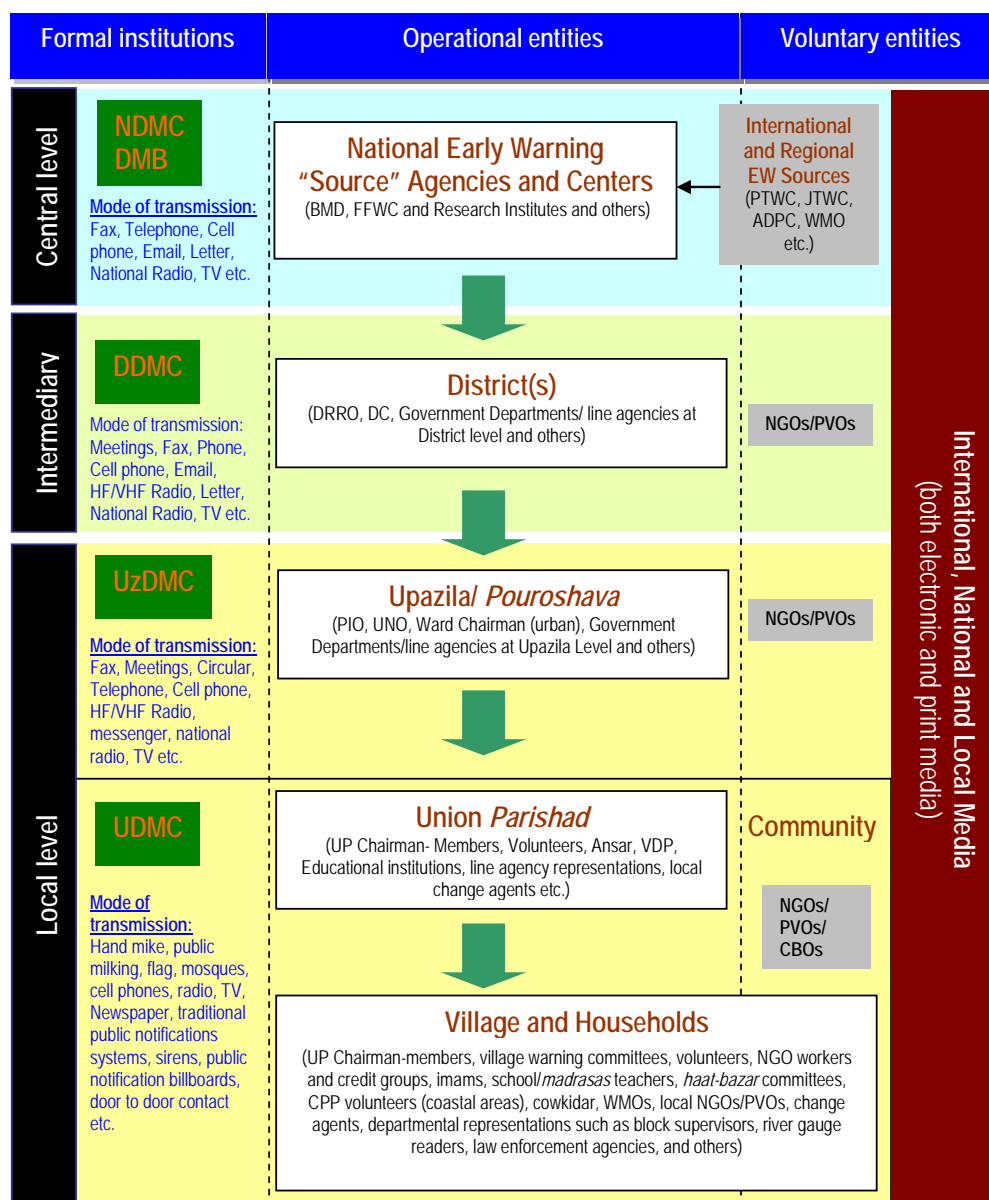 Formal institutions
Operational entities
Voluntary entities
Central level
NDMC
DMB
Mode of transmission:
Fax, Telephone, Cell
phone, Email, Letter,
National Radio, TV etc.
National Early Warning
“Source” Agencies and Centers
(BMD, FFWC and Research Institutes and others)
International
and Regional
EW Sources
(PTWC, JTWC,
ADPC, WMO
etc.)
Intermediary
DDMC
Mode of transmission:
Meetings, Fax, Phone,
Cell phone, Email,
HF/VHF Radio, Letter,
National Radio, TV etc.
District(s)
(DRRO, DC, Government Departments/ line agencies at
District level and others)
NGOs/PVOs
Local level
UzDMC
Mode of transmission:
Fax, Meetings, Circular,
Telephone, Cell phone,
HF/VHF Radio,
messenger, national
radio, TV etc.
Upazila/ Pouroshava
(PIO, UNO, Ward Chairman (urban), Government
Departments/line agencies at Upazila Level and others)
NGOs/PVOs
UDMC
Mode of
transmission:
Hand mike, public
milking, flag, mosques,
cell phones, radio, TV,
Newspaper, traditional
public notifications
systems, sirens, public
notification billboards,
door to door contact
etc.
Union Parishad
(UP Chairman- Members, Volunteers, Ansar, VDP,
Educational institutions, line agency representations, local
change agents etc.)
Community
NGOs/
PVOs/
CBOs
Village and Households
(UP Chairman-members, village warning committees, volunteers, NGO workers
and credit groups, imams, school/madrasas teachers, haat-bazar committees,
CPP volunteers (coastal areas), cowkidar, WMOs, local NGOs/PVOs, change
agents, departmental representations such as block supervisors, river gauge
readers, law enforcement agencies, and others)
International, National and Local Media
(both electronic and print media)